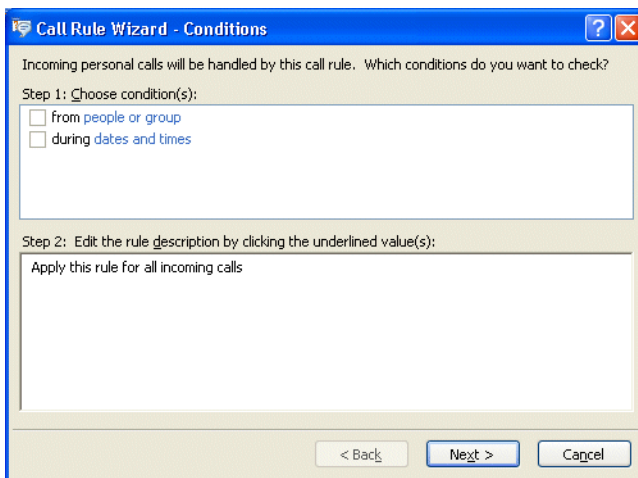 Call Rule Wizard - Conditions
Incoming personal calls will be handled by this call rule. Which conditions do you want to check?
Step 1: Choose condition(s):
from people or group
during dates and times
Step 2: Edit the rule description by clicking the underlined value(s):
Apply this rule for all incoming calls
< Back Next > Cancel